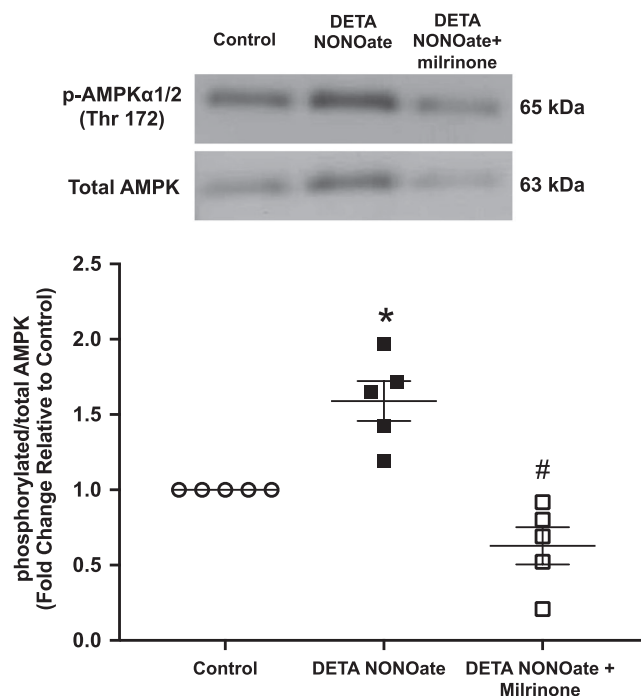 Control
DETA
NONOate
DETA
NONOate+
milrinone
p-AMPKα1/2
(Thr 172)
65 kDa
Total AMPK
63 kDa
phosphorylated/total AMPK
(Fold Change Relative to Control)
2.5
2.0
1.5
1.0
0.5
0.0
*
#
Control
DETA NONOate
DETA NONOate +
Milrinone